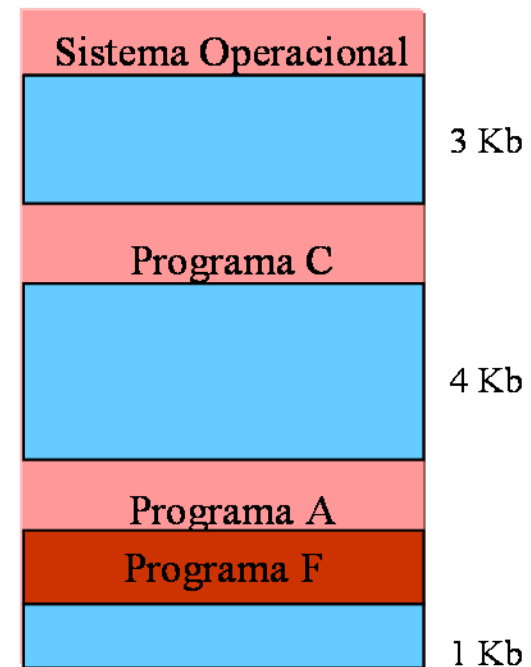 Sistema Operacional
3 Kb
Programa C
4 Kb
Programa A
Programa F
1 Kb